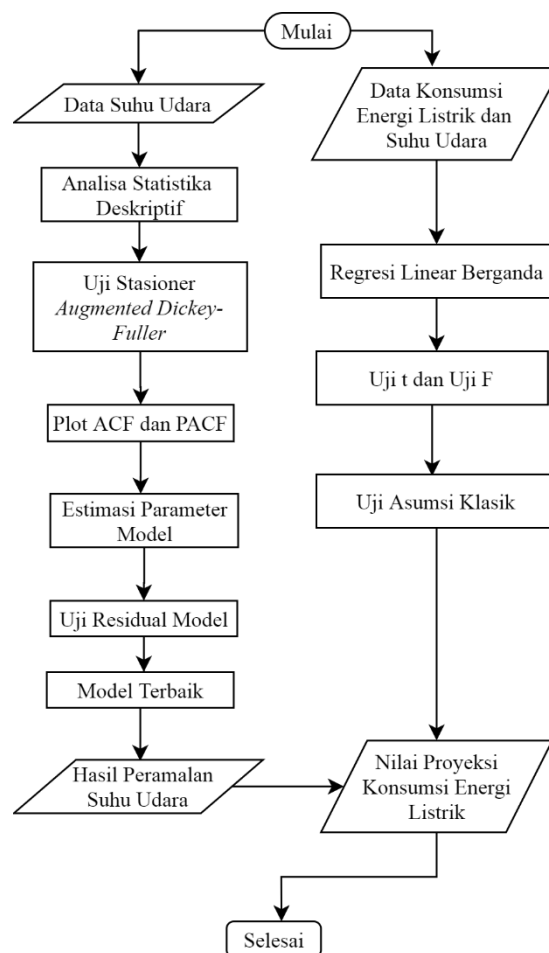 Mulai
Data Suhu Udara
Analisa Statistika
Deskriptif
Uji Stasioner
Augmented Dickey-
Fuller
Plot ACF dan PACF
Estimasi Parameter
Model
Uji Residual Model
Model Terbaik
Hasil Peramalan
Suhu Udara
Data Konsumsi
Energi Listrik dan
Suhu Udara
Regresi Linear Berganda
Uji t dan Uji F
Uji Asumsi Klasik
Nilai Proyeksi
Konsumsi Energi
Listrik
Selesai